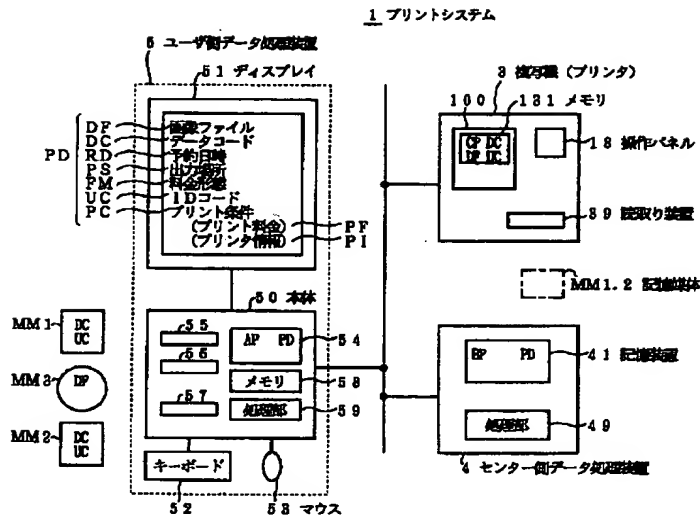 1 プリントシステム
5 ユーザ側データ処理装置
51 ディスプレイ
PD
DF 画像ファイル
DC データコード
RD 予約日時
PS 出力場所
FM 料金形態
UC IDコード
PC プリント条件
(プリント料金) PF
(プリンタ情報) PI
3 複写機(プリンタ)
100 131 メモリ
CP DC
DF UC
18 操作パネル
39 読取り装置
MM1.2 記憶媒体
50 本体
MM1 DC UC
MM3 DF
MM2 DC UC
55
56
57
AP PD 54
メモリ 58
処理部 59
キーボード
52
53 マウス
BP PD 41 記憶装置
処理部 49
4 センター側データ処理装置